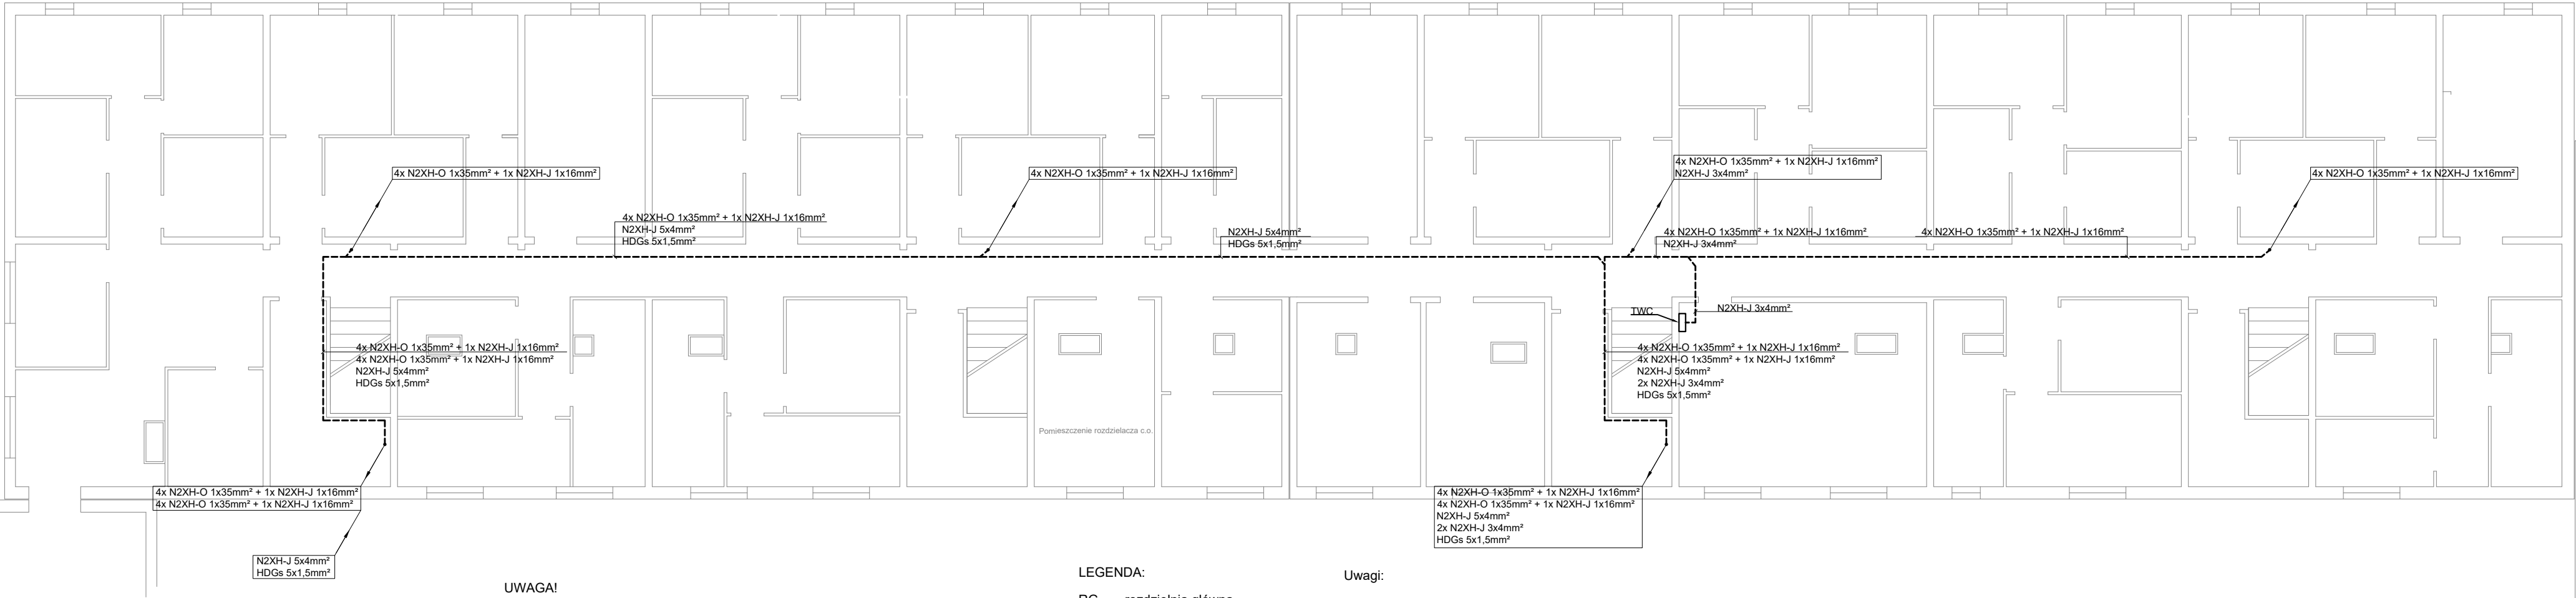 4x N2XH-O 1x35mm² + 1x N2XH-J 1x16mm²
4x N2XH-O 1x35mm² + 1x N2XH-J 1x16mm²
N2XH-J 5x4mm²
HDGs 5x1,5mm²
4x N2XH-O 1x35mm² + 1x N2XH-J 1x16mm²
N2XH-J 5x4mm²
HDGs 5x1,5mm²
4x N2XH-O 1x35mm² + 1x N2XH-J 1x16mm²
N2XH-J 3x4mm²
4x N2XH-O 1x35mm² + 1x N2XH-J 1x16mm²
N2XH-J 3x4mm²
4x N2XH-O 1x35mm² + 1x N2XH-J 1x16mm²
4x N2XH-O 1x35mm² + 1x N2XH-J 1x16mm²
TWC
N2XH-J 3x4mm²
4x N2XH-O 1x35mm² + 1x N2XH-J 1x16mm²
4x N2XH-O 1x35mm² + 1x N2XH-J 1x16mm²
N2XH-J 5x4mm²
HDGs 5x1,5mm²
4x N2XH-O 1x35mm² + 1x N2XH-J 1x16mm²
4x N2XH-O 1x35mm² + 1x N2XH-J 1x16mm²
N2XH-J 5x4mm²
2x N2XH-J 3x4mm²
HDGs 5x1,5mm²
Pomieszczenie rozdzielacza c.o.
4x N2XH-O 1x35mm² + 1x N2XH-J 1x16mm²
4x N2XH-O 1x35mm² + 1x N2XH-J 1x16mm²
4x N2XH-O 1x35mm² + 1x N2XH-J 1x16mm²
4x N2XH-O 1x35mm² + 1x N2XH-J 1x16mm²
N2XH-J 5x4mm²
2x N2XH-J 3x4mm²
HDGs 5x1,5mm²
N2XH-J 5x4mm²
HDGs 5x1,5mm²
UWAGA!
LEGENDA:
Uwagi: